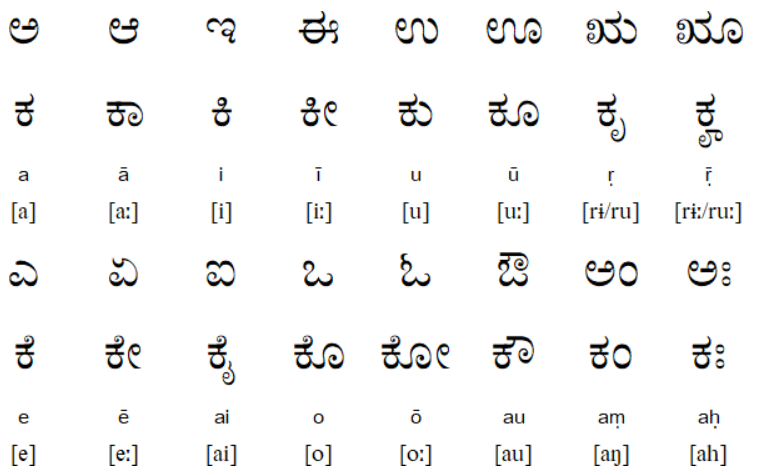 ಅ ಆ ಇ ಈ ಉ ಊ ಋ ೠ
ಕ ಕಾ ಕಿ ಕೀ ಕು ಕೂ ಕೃ ಕೄ
a ā i ī u ū ṛ ṝ
[a] [aː] [i] [iː] [u] [uː] [rɨ/ru] [rɨː/ruː]
ಎ ಏ ಐ ಒ ಓ ಔ ಅಂ ಅಃ
ಕೆ ಕೇ ಕೈ ಕೊ ಕೋ ಕೌ ಕಂ ಕಃ
e ē ai o ō au aṃ aḥ
[e] [eː] [ai] [o] [oː] [au] [aŋ] [ah]